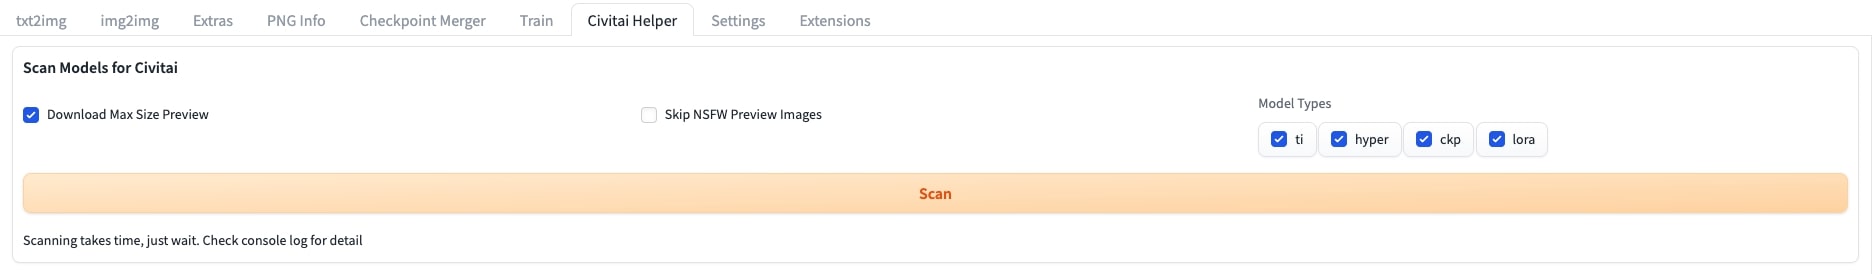 txt2img img2img Extras PNG Info Checkpoint Merger Train Civitai Helper Settings Extensions
Scan Models for Civitai
Model Types
Download Max Size Preview Skip NSFW Preview Images
ti hyper ckp lora
Scan
Scanning takes time, just wait. Check console log for detail